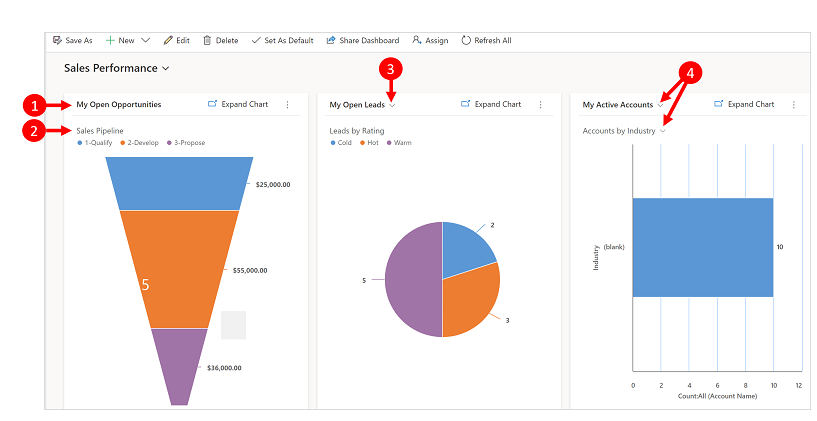 Save As New Edit Delete Set As Default Share Dashboard Assign Refresh All
Sales Performance
3
4
1
My Open Opportunities Expand Chart
2
Sales Pipeline
1-Qualify 2-Develop 3-Propose
$25,000.00
$55,000.00
5
$36,000.00
My Open Leads Expand Chart
Leads by Rating
Cold Hot Warm
2
5
3
My Active Accounts Expand Chart
Accounts by Industry
Industry
(blank)
10
0 2 4 6 8 10 12
Count:All (Account Name)